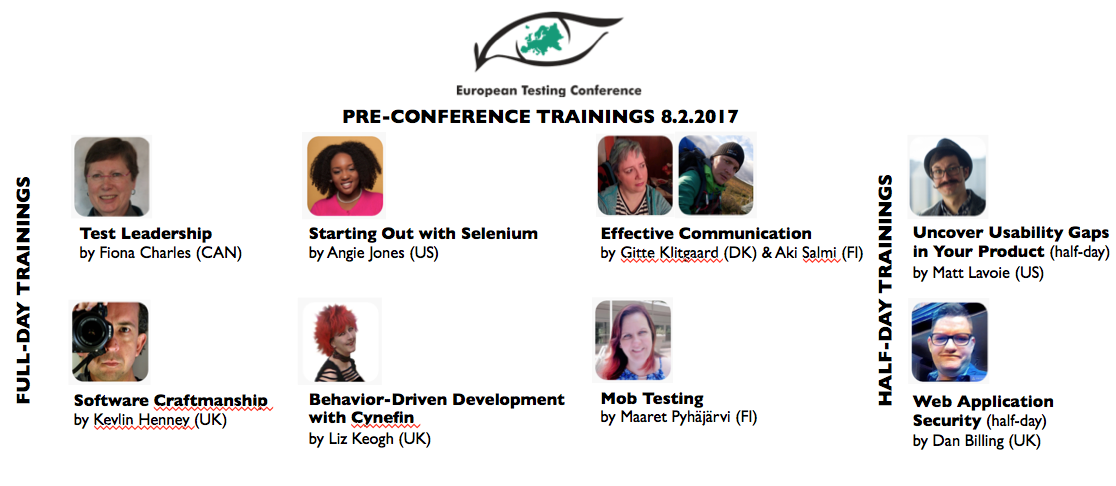 European Testing Conference
PRE-CONFERENCE TRAININGS 8.2.2017
FULL-DAY TRAININGS
Test Leadership
by Fiona Charles (CAN)
Starting Out with Selenium
by Angie Jones (US)
Effective Communication
by Gitte Klitgaard (DK) & Aki Salmi (FI)
Software Craftmanship
by Kevlin Henney (UK)
Behavior-Driven Development
with Cynefin
by Liz Keogh (UK)
Mob Testing
by Maaret Pyhäjärvi (FI)
HALF-DAY TRAININGS
Uncover Usability Gaps
in Your Product (half-day)
by Matt Lavoie (US)
Web Application
Security (half-day)
by Dan Billing (UK)